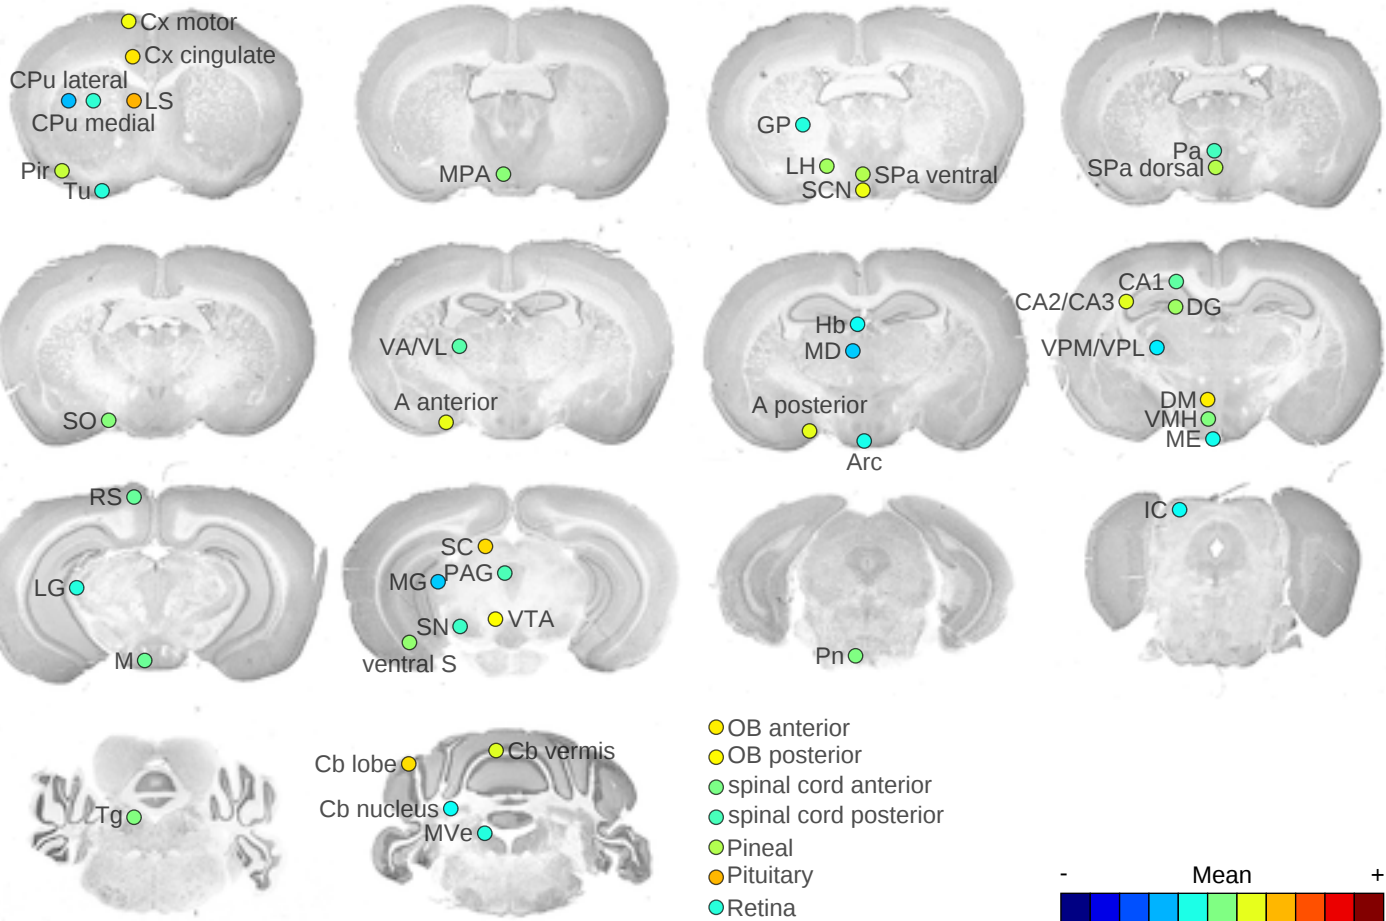 Cx motor
Cx cingulate
CPu lateral
LS
CPu medial
Pir
Tu
MPA
GP
LH
SPa ventral
SCN
Pa
SPa dorsal
SO
VA/VL
A anterior
Hb
MD
A posterior
Arc
CA1
CA2/CA3
DG
VPM/VPL
DM
VMH
ME
RS
LG
M
SC
MG PAG
SN VTA
ventral S
Pn
IC
Tg
Cb lobe Cb vermis
Cb nucleus
MVe
OB anterior
OB posterior
spinal cord anterior
spinal cord posterior
Pineal
Pituitary
Retina
- Mean +